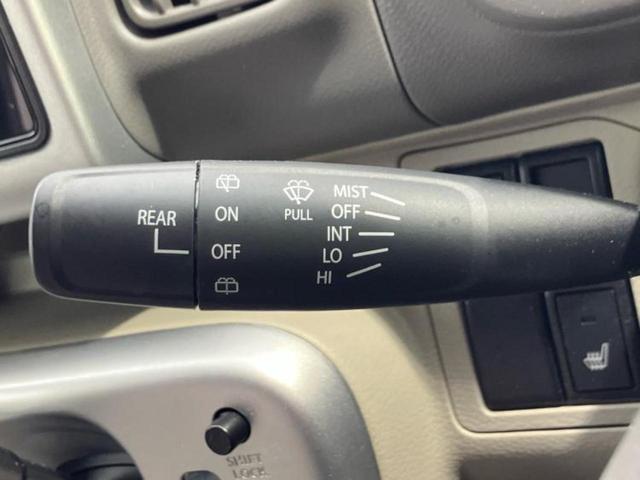 REAR
ON
OFF
PULL
MIST
OFF
INT
LO
HI
SHIFT
LOCK